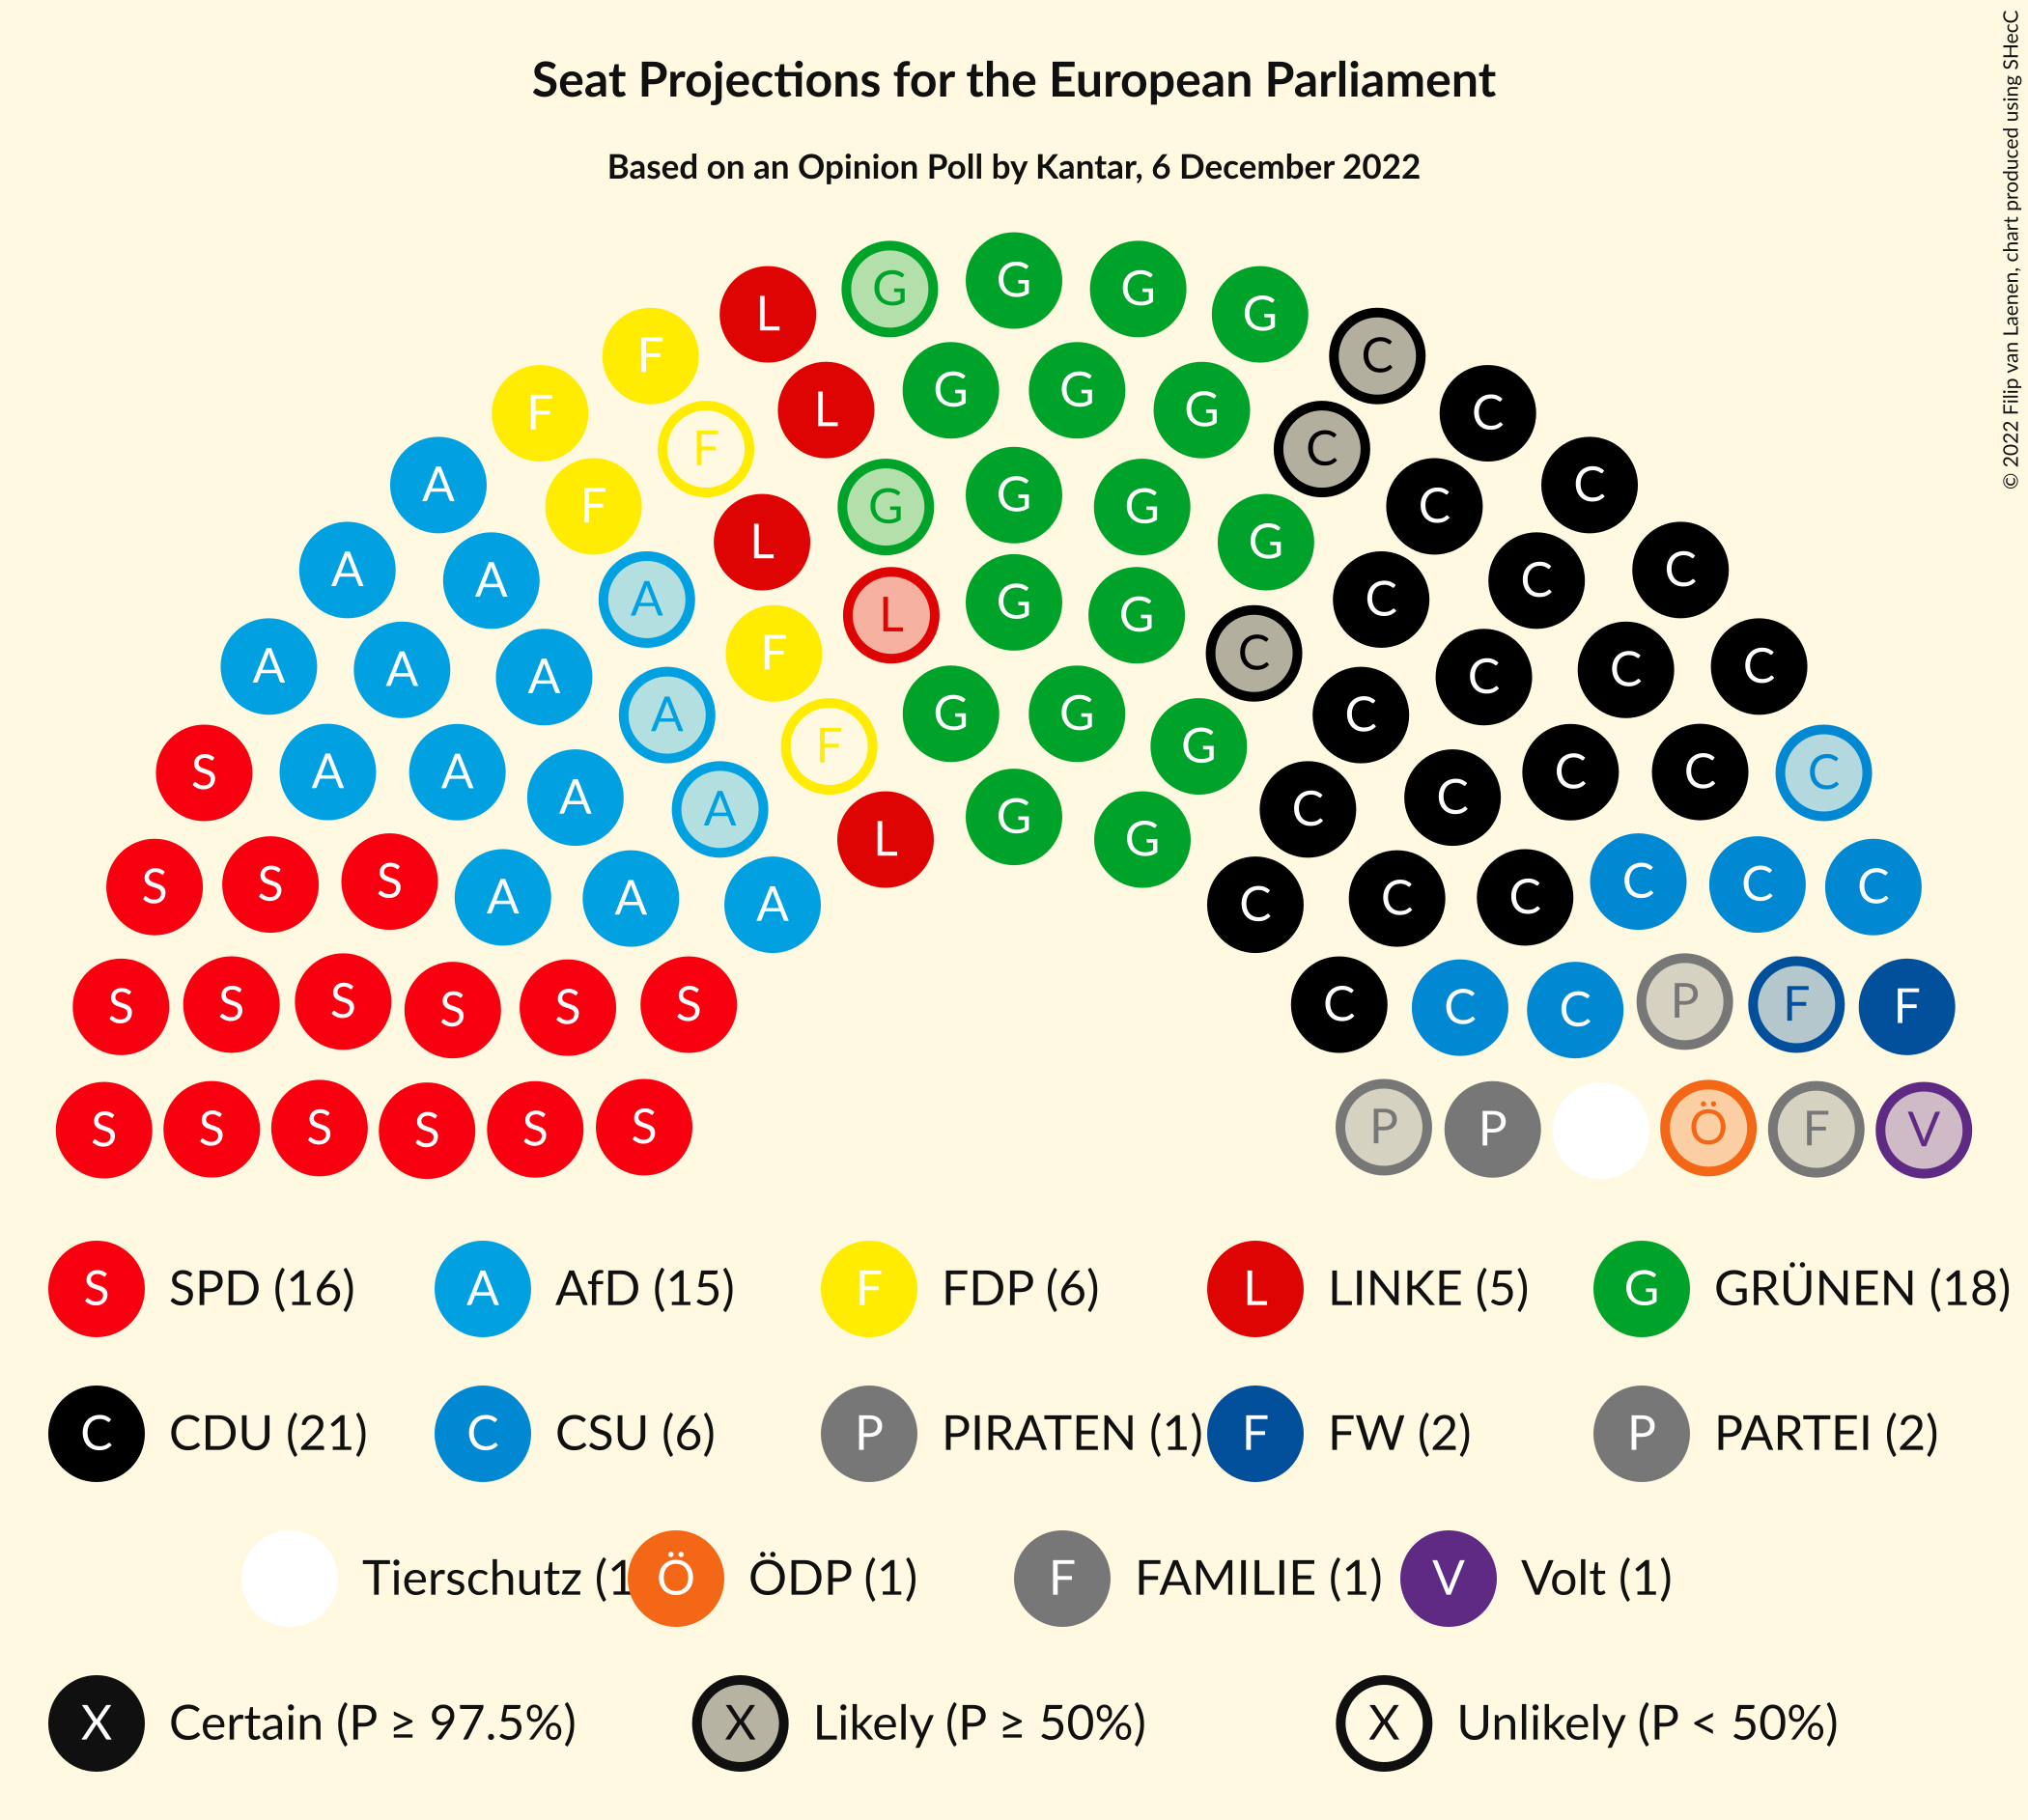 Seat Projections for the European Parliament
Based on an Opinion Poll by Kantar, 6 December 2022
© 2022 Filip van Laenen, chart produced using SHecC
G G G G
L C
F G G G C
F L C C
A F G G G G C
F L C
A A A L G G C C C
A A A F G G C C C C
A A G G C
S A A A F G C C C C C
A L G G C
S S S A A A C C C C C C
S S S S S S C C C P F F
S S S S S S P P Ö F V
S SPD (16) A AfD (15) F FDP (6) L LINKE (5) G GRÜNEN (18)
C CDU (21) C CSU (6) P PIRATEN (1) F FW (2) P PARTEI (2)
Tierschutz (1 Ö ÖDP (1) F FAMILIE (1) V Volt (1)
X Certain (P ≥ 97.5%) X Likely (P ≥ 50%) X Unlikely (P < 50%)